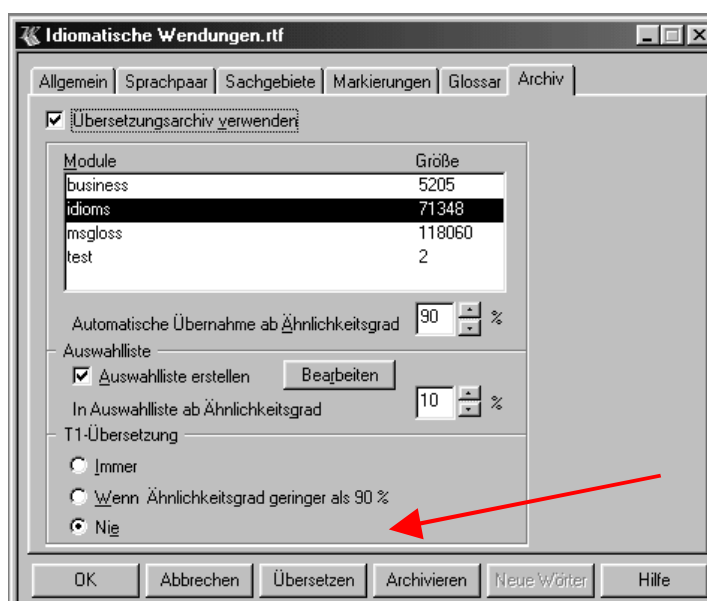 Idiomatische Wendungen.rtf
Allgemein Sprachpaar Sachgebiete Markierungen Glossar Archiv
Übersetzungsarchiv verwenden
Module Größe
business 5205
idioms 71348
msgloss 118060
test 2
Automatische Übernahme ab Ähnlichkeitsgrad 90 %
Auswahlliste
Auswahlliste erstellen Bearbeiten
In Auswahlliste ab Ähnlichkeitsgrad 10 %
T1-Übersetzung
Immer
Wenn Ähnlichkeitsgrad geringer als 90 %
Nie
OK Abbrechen Übersetzen Archivieren Neue Wörter Hilfe